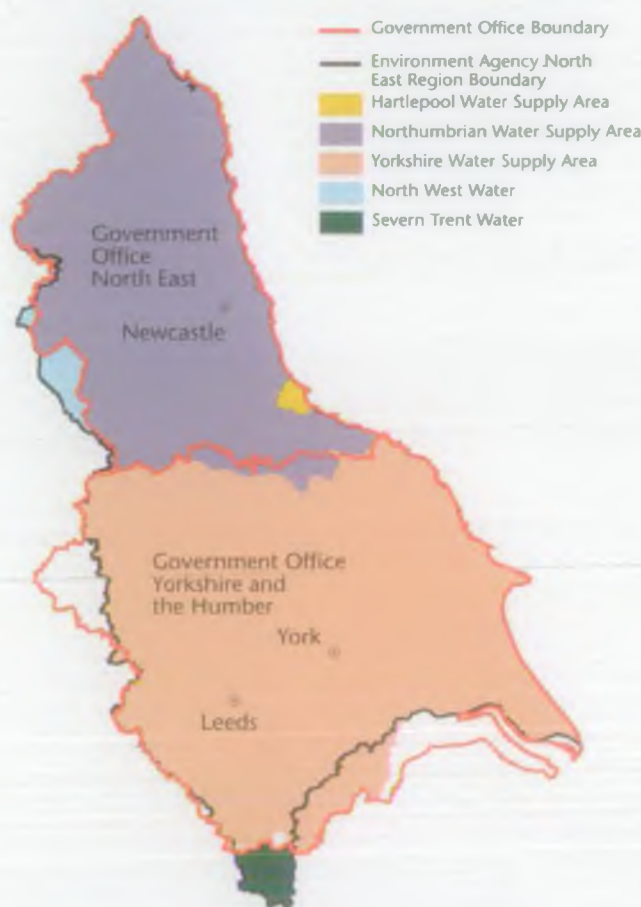 Government Office Boundary
Environment Agency North
East Region Boundary
Hartlepool Water Supply Area
Northumbrian Water Supply Area
Yorkshire Water Supply Area
North West Water
Severn Trent Water
Government
Office
North East
Newcastle
Government Office
Yorkshire and
the Humber
York
Leeds